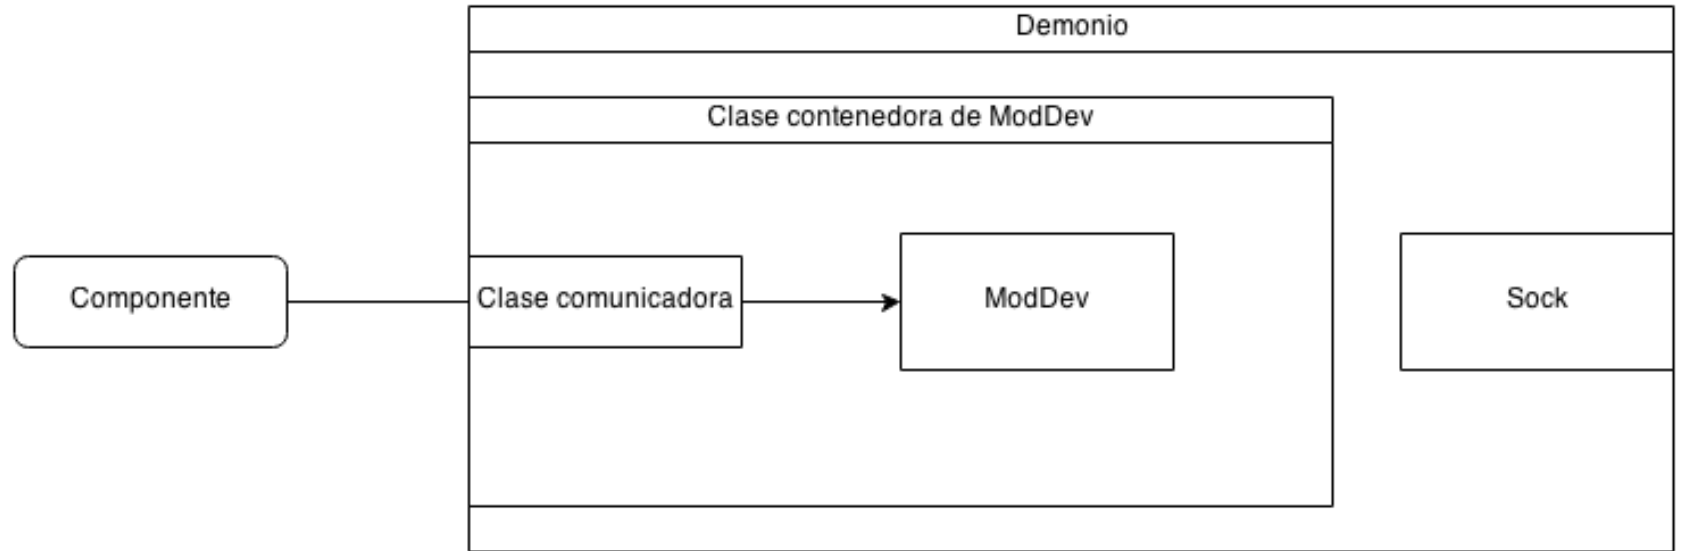 Demonio
Clase contenedora de ModDev
Componente
Clase comunicadora
ModDev
Sock